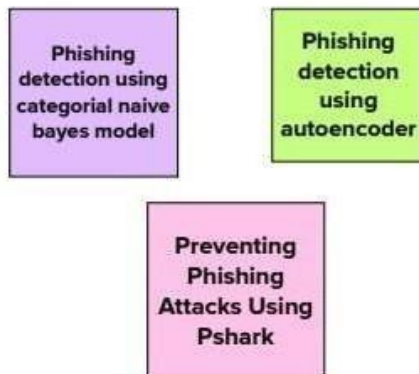 Phishing
detection using
categorial naive
bayes model
Phishing
detection
using
autoencoder
Preventing
Phishing
Attacks Using
Pshark